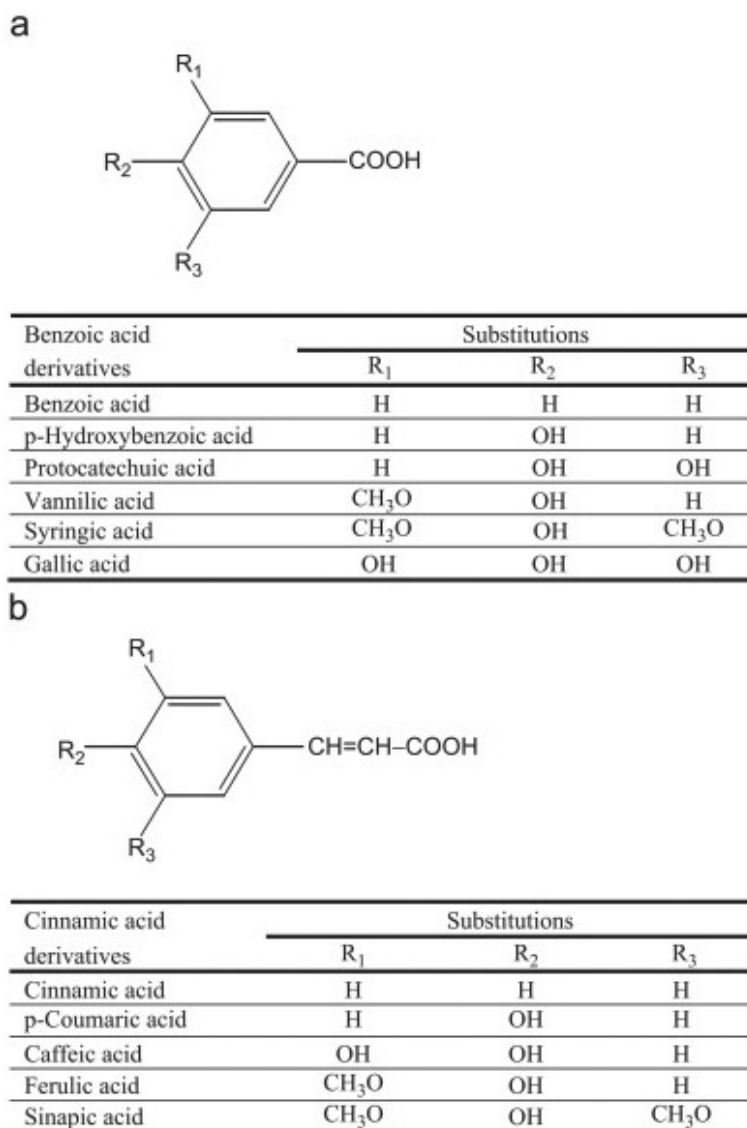 a
R₁
R₂ COOH
R₃
Benzoic acid Substitutions
derivatives R₁ R₂ R₃
Benzoic acid H H H
p-Hydroxybenzoic acid H OH H
Protocatechuic acid H OH OH
Vannilic acid CH₃O OH H
Syringic acid CH₃O OH CH₃O
Gallic acid OH OH OH
b
R₁
R₂ CH=CH–COOH
R₃
Cinnamic acid Substitutions
derivatives R₁ R₂ R₃
Cinnamic acid H H H
p-Coumaric acid H OH H
Caffeic acid OH OH H
Ferulic acid CH₃O OH H
Sinapic acid CH₃O OH CH₃O